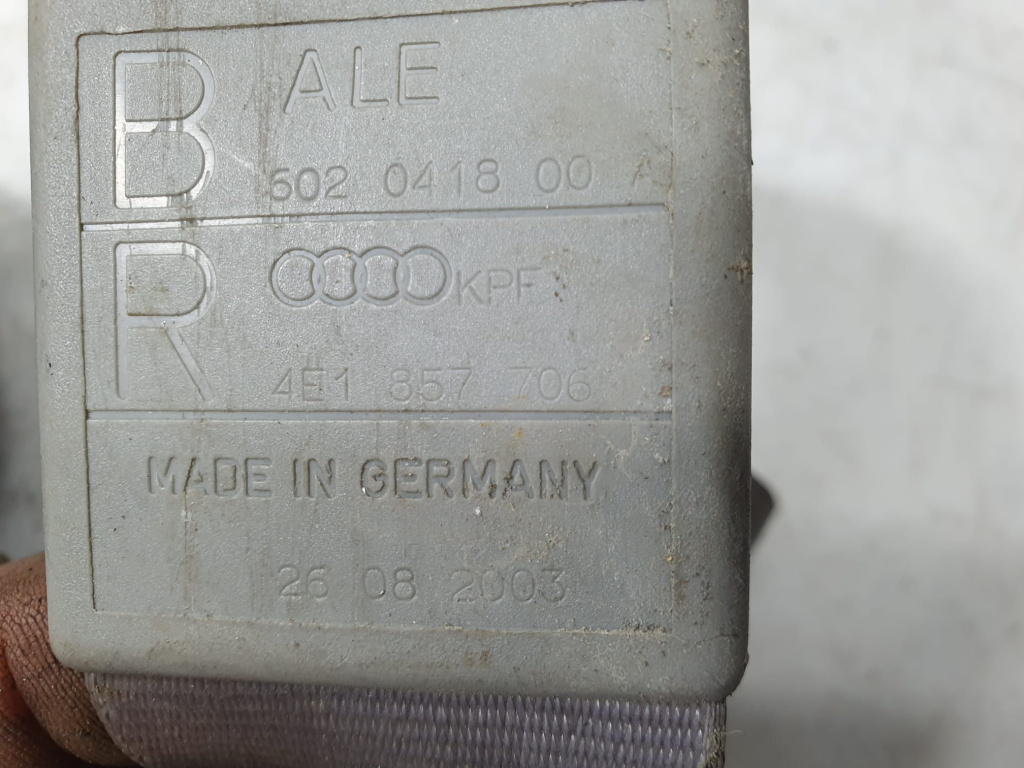 B ALE
602 0418 00 A
R KPF
4E1 857 706
MADE IN GERMANY
26 08 2003